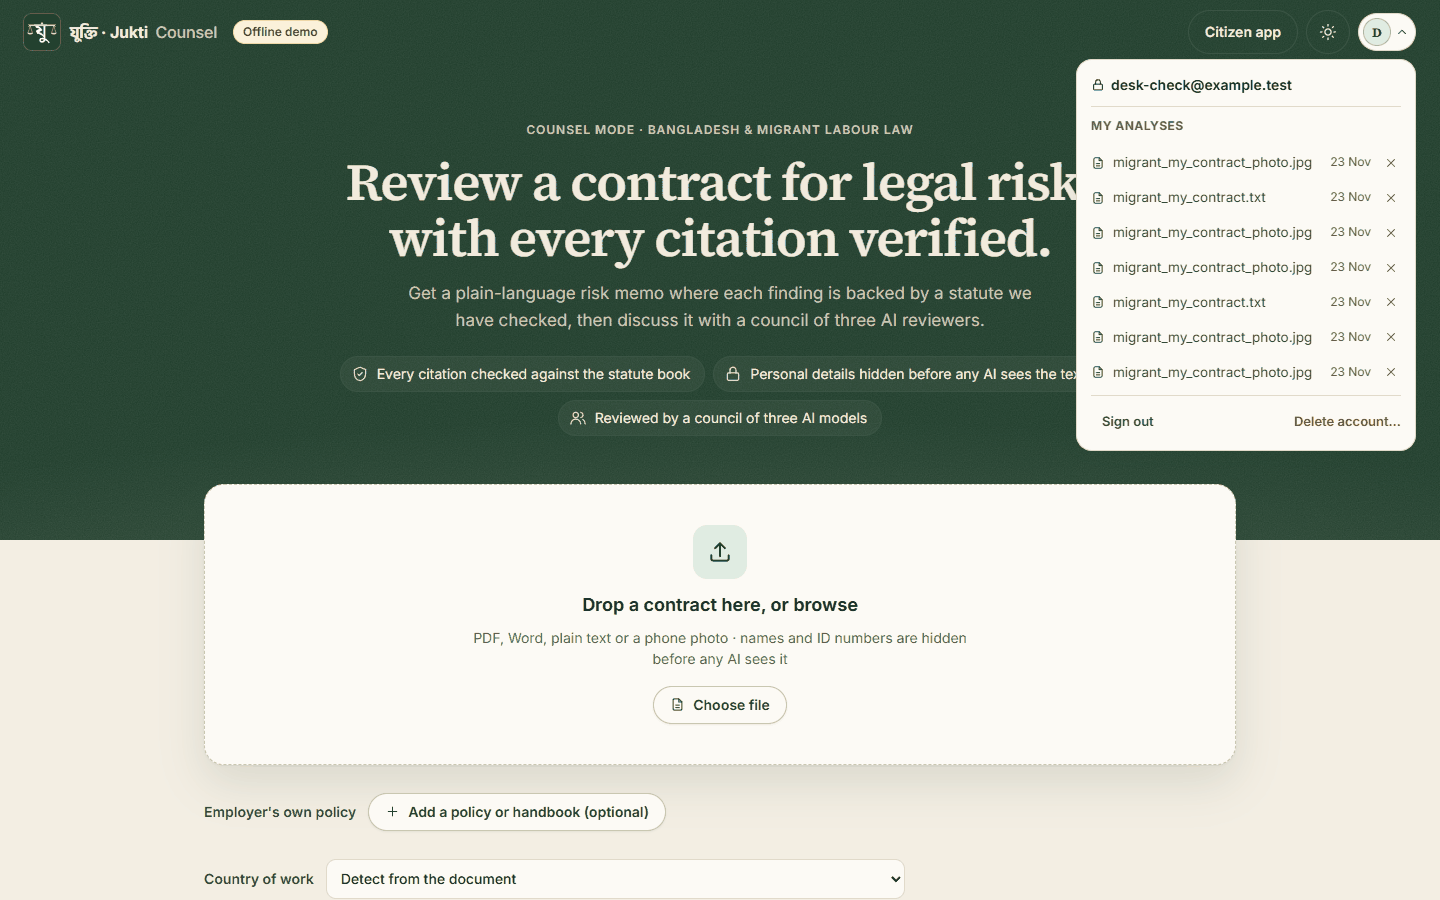 যু
যুক্তি · Jukti Counsel
Offline demo
Citizen app
D
desk-check@example.test
MY ANALYSES
migrant_my_contract_photo.jpg 23 Nov
migrant_my_contract.txt 23 Nov
migrant_my_contract_photo.jpg 23 Nov
migrant_my_contract_photo.jpg 23 Nov
migrant_my_contract.txt 23 Nov
migrant_my_contract_photo.jpg 23 Nov
migrant_my_contract_photo.jpg 23 Nov
Sign out
Delete account...
COUNSEL MODE · BANGLADESH & MIGRANT LABOUR LAW
Review a contract for legal risk
with every citation verified.
Get a plain-language risk memo where each finding is backed by a statute we
have checked, then discuss it with a council of three AI reviewers.
Every citation checked against the statute book
Personal details hidden before any AI sees the
Reviewed by a council of three AI models
Drop a contract here, or browse
PDF, Word, plain text or a phone photo · names and ID numbers are hidden
before any AI sees it
Choose file
Employer's own policy
Add a policy or handbook (optional)
Country of work
Detect from the document